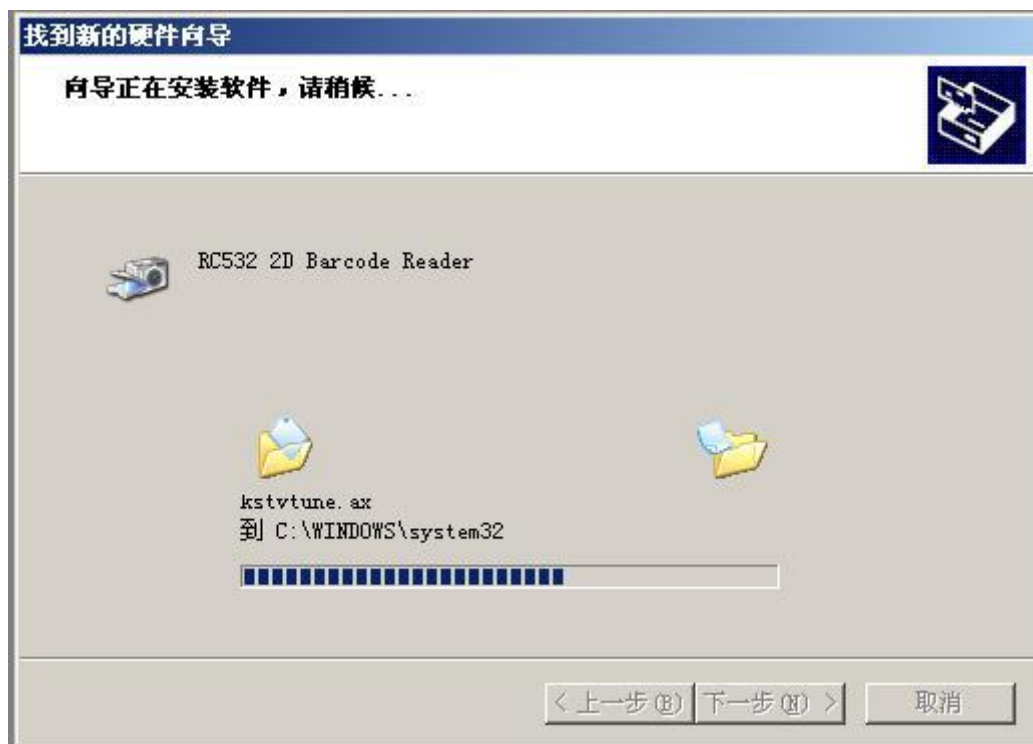 找到新的硬件向导
向导正在安装软件，请稍候...
RC532 2D Barcode Reader
kstvtune.ax
到 C:\WINDOWS\system32
< 上一步(B) 下一步(N) > 取消